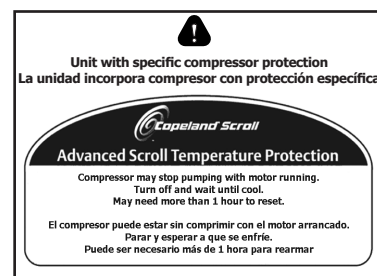 Unit with specific compressor protection
La unidad incorpora compresor con protección específica
Copeland Scroll
Advanced Scroll Temperature Protection
Compressor may stop pumping with motor running.
Turn off and wait until cool.
May need more than 1 hour to reset.
El compresor puede estar sin comprimir con el motor arrancado.
Parar y esperar a que se enfríe.
Puede ser necesario más de 1 hora para rearmar